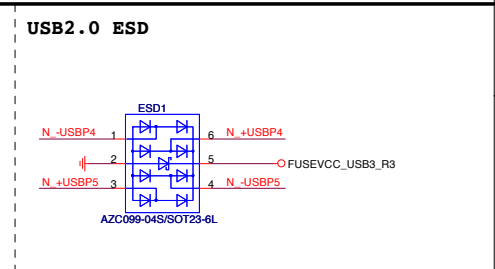 USB2.0 ESD
ESD1
N_-USBP4 1 6 N_+USBP4
2 5 FUSEVCC_USB3_R3
N_+USBP5 3 4 N_-USBP5
AZC099-04S/SOT23-6L